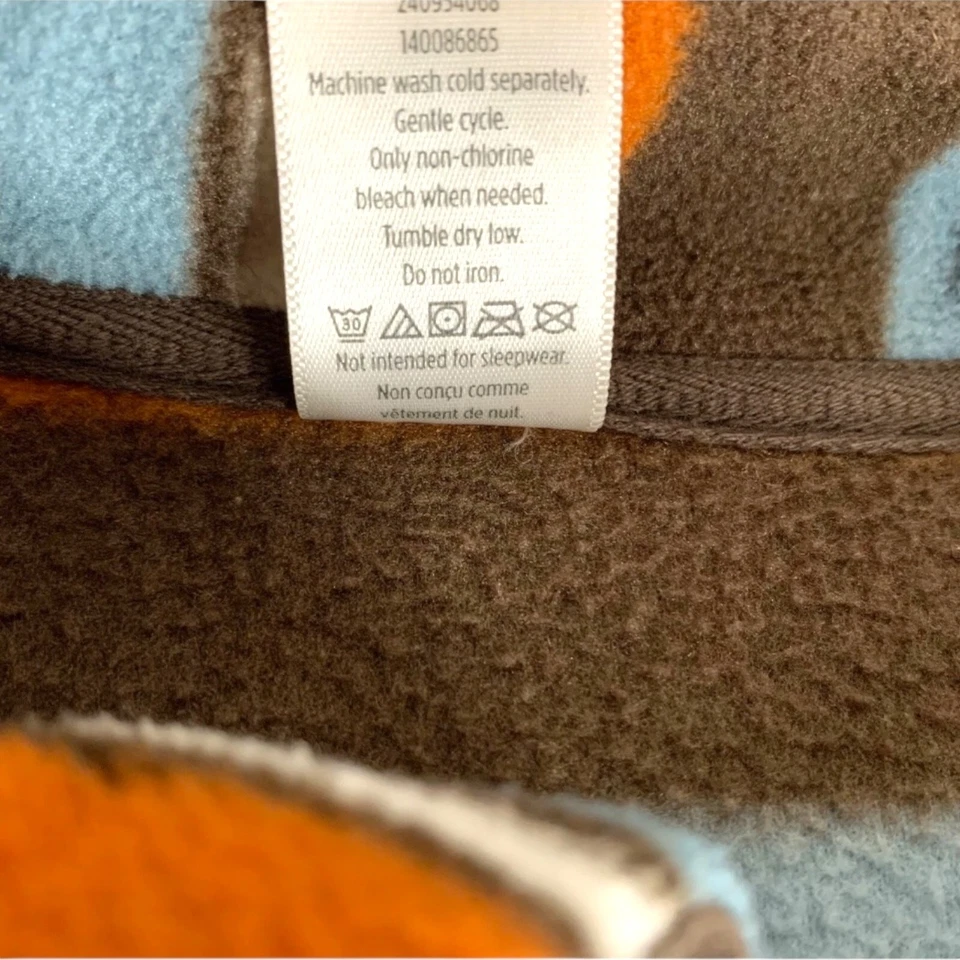 240934068
140086865
Machine wash cold separately.
Gentle cycle.
Only non-chlorine
bleach when needed.
Tumble dry low.
Do not iron.
30
Not intended for sleepwear.
Non conçu comme
vêtement de nuit.